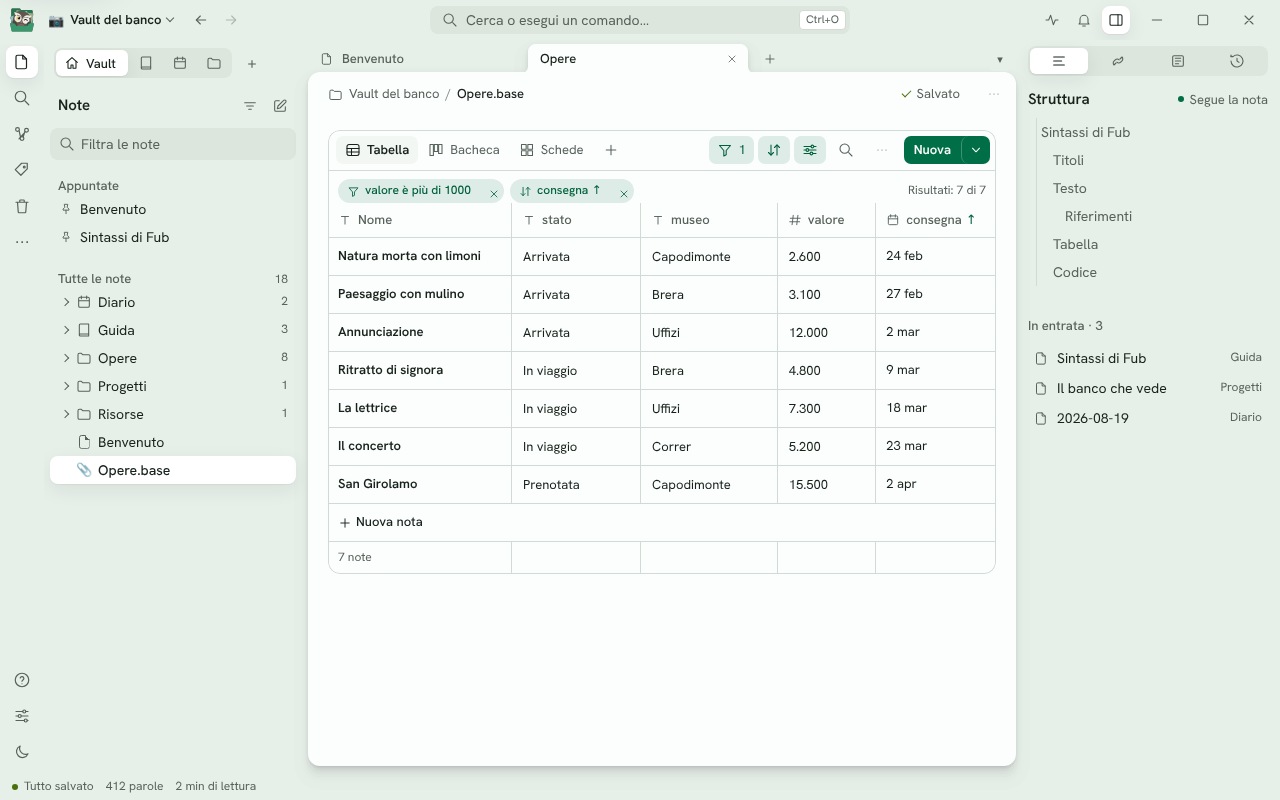 Vault del banco
Cerca o esegui un comando…
Ctrl+O
Vault
Note
Filtra le note
Appuntate
Benvenuto
Sintassi di Fub
Tutte le note 18
Diario 2
Guida 3
Opere 8
Progetti 1
Risorse 1
Benvenuto
Opere.base
Benvenuto
Opere
Vault del banco / Opere.base
Salvato
Tabella
Bacheca
Schede
1
Nuova
valore è più di 1000
consegna ↑
Risultati: 7 di 7
Nome stato museo valore consegna ↑
Natura morta con limoni Arrivata Capodimonte 2.600 24 feb
Paesaggio con mulino Arrivata Brera 3.100 27 feb
Annunciazione Arrivata Uffizi 12.000 2 mar
Ritratto di signora In viaggio Brera 4.800 9 mar
La lettrice In viaggio Uffizi 7.300 18 mar
Il concerto In viaggio Correr 5.200 23 mar
San Girolamo Prenotata Capodimonte 15.500 2 apr
Nuova nota
7 note
Struttura
Segue la nota
Sintassi di Fub
Titoli
Testo
Riferimenti
Tabella
Codice
In entrata · 3
Sintassi di Fub Guida
Il banco che vede Progetti
2026-08-19 Diario
Tutto salvato 412 parole 2 min di lettura